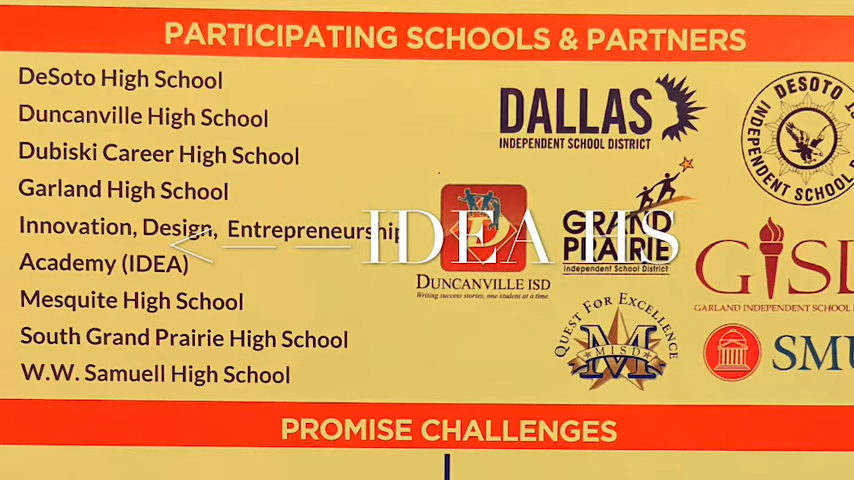 PARTICIPATING SCHOOLS & PARTNERS
DeSoto High School
Duncanville High School
Dubiski Career High School
Garland High School
Innovation, Design, Entrepreneurship
Academy (IDEA)
Mesquite High School
South Grand Prairie High School
W.W. Samuell High School
<-- — — IDEA HS
DALLAS
INDEPENDENT SCHOOL DISTRICT
DESOTO
INDEPENDENT SCHOOL
D
DUNCANVILLE ISD
Writing success stories, one student at a time.
GRAND
PRAIRIE
Independent School District
GISD
GARLAND INDEPENDENT SCHOOL
QUEST FOR EXCELLENCE
M
MISD
SMU
PROMISE CHALLENGES